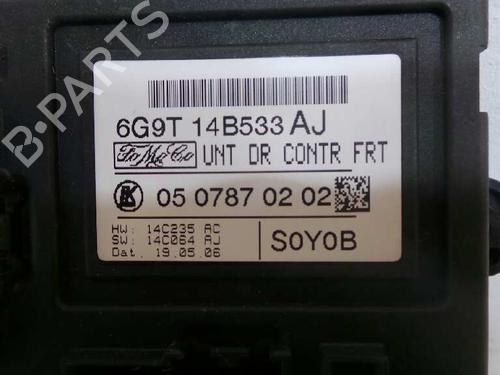 B-PARTS
6G9T 14B533 AJ
FoMoCo UNT DR CONTR FRT
K 05 0787 02 02
HW: 14C235 AC
SW: 14C064 AJ
Dat. 19.05.06
S0Y0B